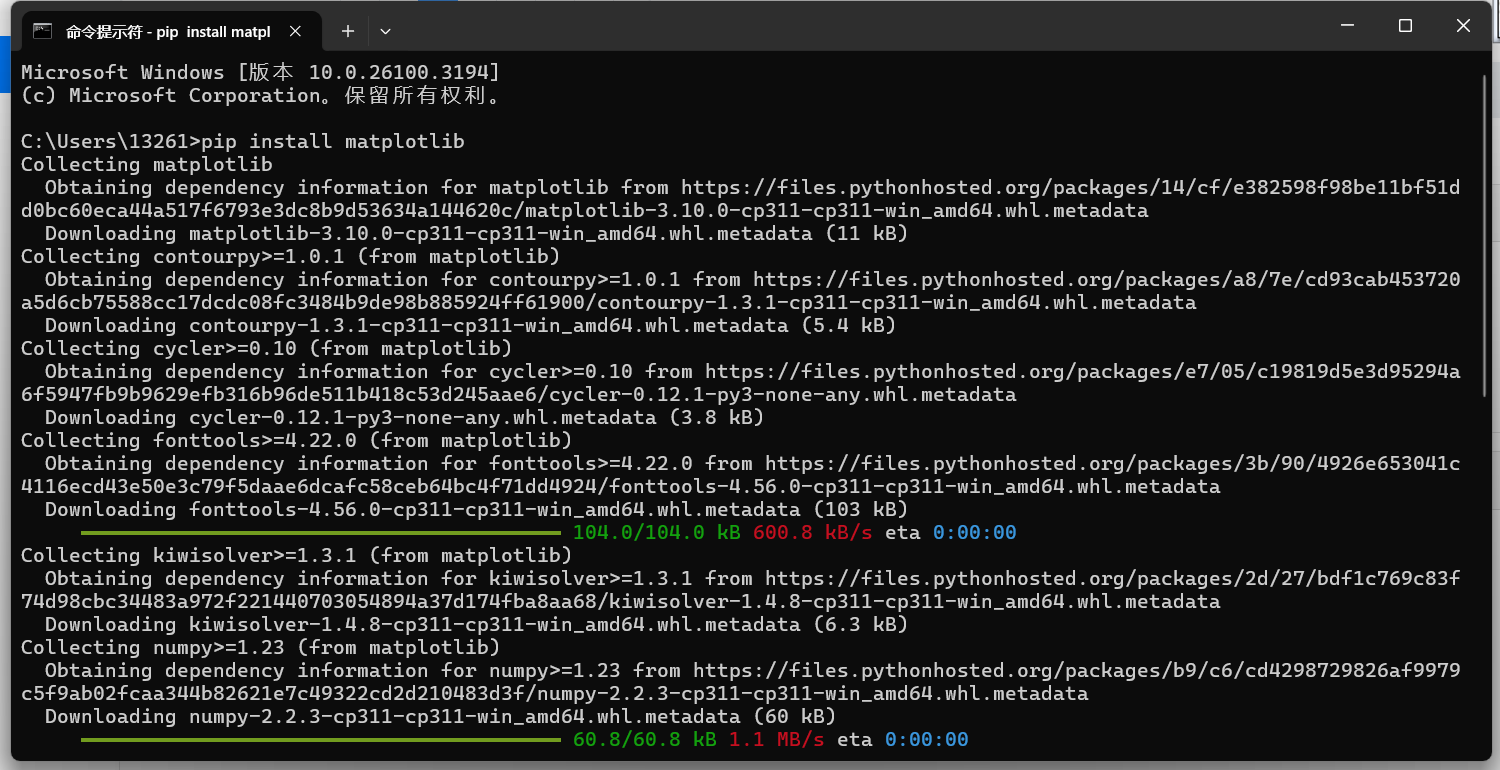 命令提示符 - pip  install matpl
Microsoft Windows [版本 10.0.26100.3194]
(c) Microsoft Corporation。保留所有权利。
C:\Users\13261>pip install matplotlib
Collecting matplotlib
  Obtaining dependency information for matplotlib from https://files.pythonhosted.org/packages/14/cf/e382598f98be11bf51d
d0bc60eca44a517f6793e3dc8b9d53634a144620c/matplotlib-3.10.0-cp311-cp311-win_amd64.whl.metadata
  Downloading matplotlib-3.10.0-cp311-cp311-win_amd64.whl.metadata (11 kB)
Collecting contourpy>=1.0.1 (from matplotlib)
  Obtaining dependency information for contourpy>=1.0.1 from https://files.pythonhosted.org/packages/a8/7e/cd93cab453720
a5d6cb75588cc17dcdc08fc3484b9de98b885924ff61900/contourpy-1.3.1-cp311-cp311-win_amd64.whl.metadata
  Downloading contourpy-1.3.1-cp311-cp311-win_amd64.whl.metadata (5.4 kB)
Collecting cycler>=0.10 (from matplotlib)
  Obtaining dependency information for cycler>=0.10 from https://files.pythonhosted.org/packages/e7/05/c19819d5e3d95294a
6f5947fb9b9629efb316b96de511b418c53d245aae6/cycler-0.12.1-py3-none-any.whl.metadata
  Downloading cycler-0.12.1-py3-none-any.whl.metadata (3.8 kB)
Collecting fonttools>=4.22.0 (from matplotlib)
  Obtaining dependency information for fonttools>=4.22.0 from https://files.pythonhosted.org/packages/3b/90/4926e653041c
4116ecd43e50e3c79f5daae6dcafc58ceb64bc4f71dd4924/fonttools-4.56.0-cp311-cp311-win_amd64.whl.metadata
  Downloading fonttools-4.56.0-cp311-cp311-win_amd64.whl.metadata (103 kB)
104.0/104.0 kB 600.8 kB/s eta 0:00:00
Collecting kiwisolver>=1.3.1 (from matplotlib)
  Obtaining dependency information for kiwisolver>=1.3.1 from https://files.pythonhosted.org/packages/2d/27/bdf1c769c83f
74d98cbc34483a972f221440703054894a37d174fba8aa68/kiwisolver-1.4.8-cp311-cp311-win_amd64.whl.metadata
  Downloading kiwisolver-1.4.8-cp311-cp311-win_amd64.whl.metadata (6.3 kB)
Collecting numpy>=1.23 (from matplotlib)
  Obtaining dependency information for numpy>=1.23 from https://files.pythonhosted.org/packages/b9/c6/cd4298729826af9979
c5f9ab02fcaa344b82621e7c49322cd2d210483d3f/numpy-2.2.3-cp311-cp311-win_amd64.whl.metadata
  Downloading numpy-2.2.3-cp311-cp311-win_amd64.whl.metadata (60 kB)
60.8/60.8 kB 1.1 MB/s eta 0:00:00